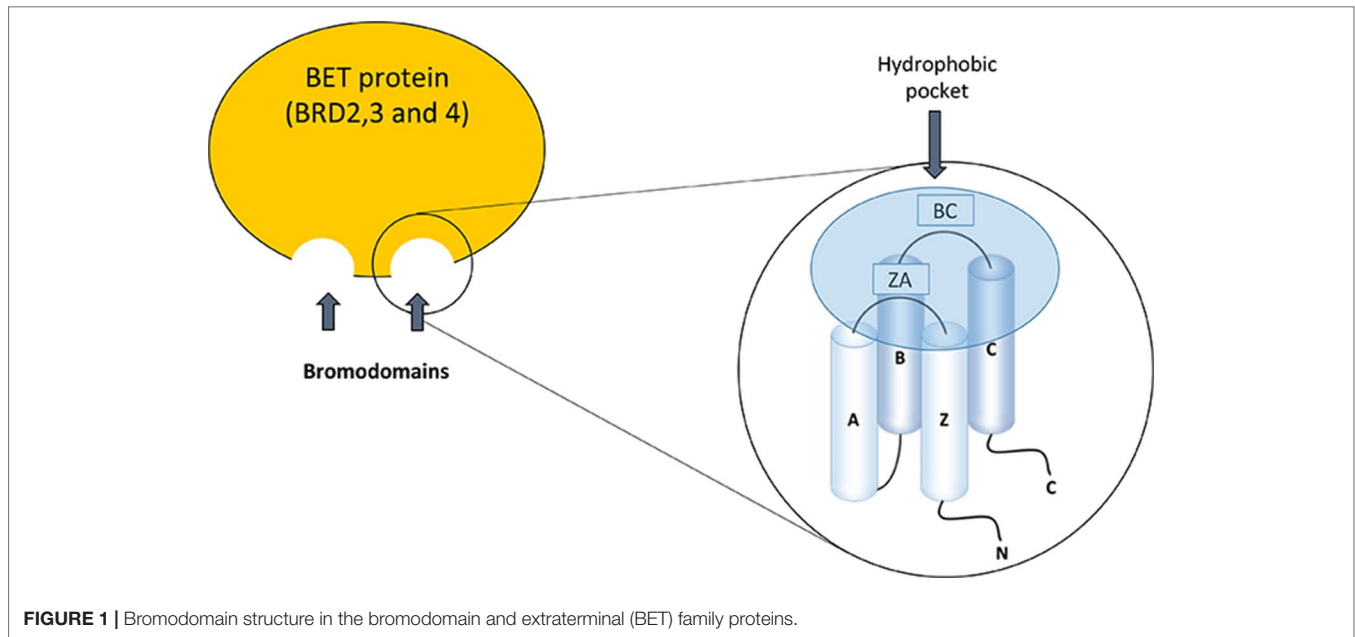 BET protein
(BRD2,3 and 4)
Bromodomains
Hydrophobic
pocket
BC
ZA
B
C
A
Z
C
N
FIGURE 1 | Bromodomain structure in the bromodomain and extraterminal (BET) family proteins.